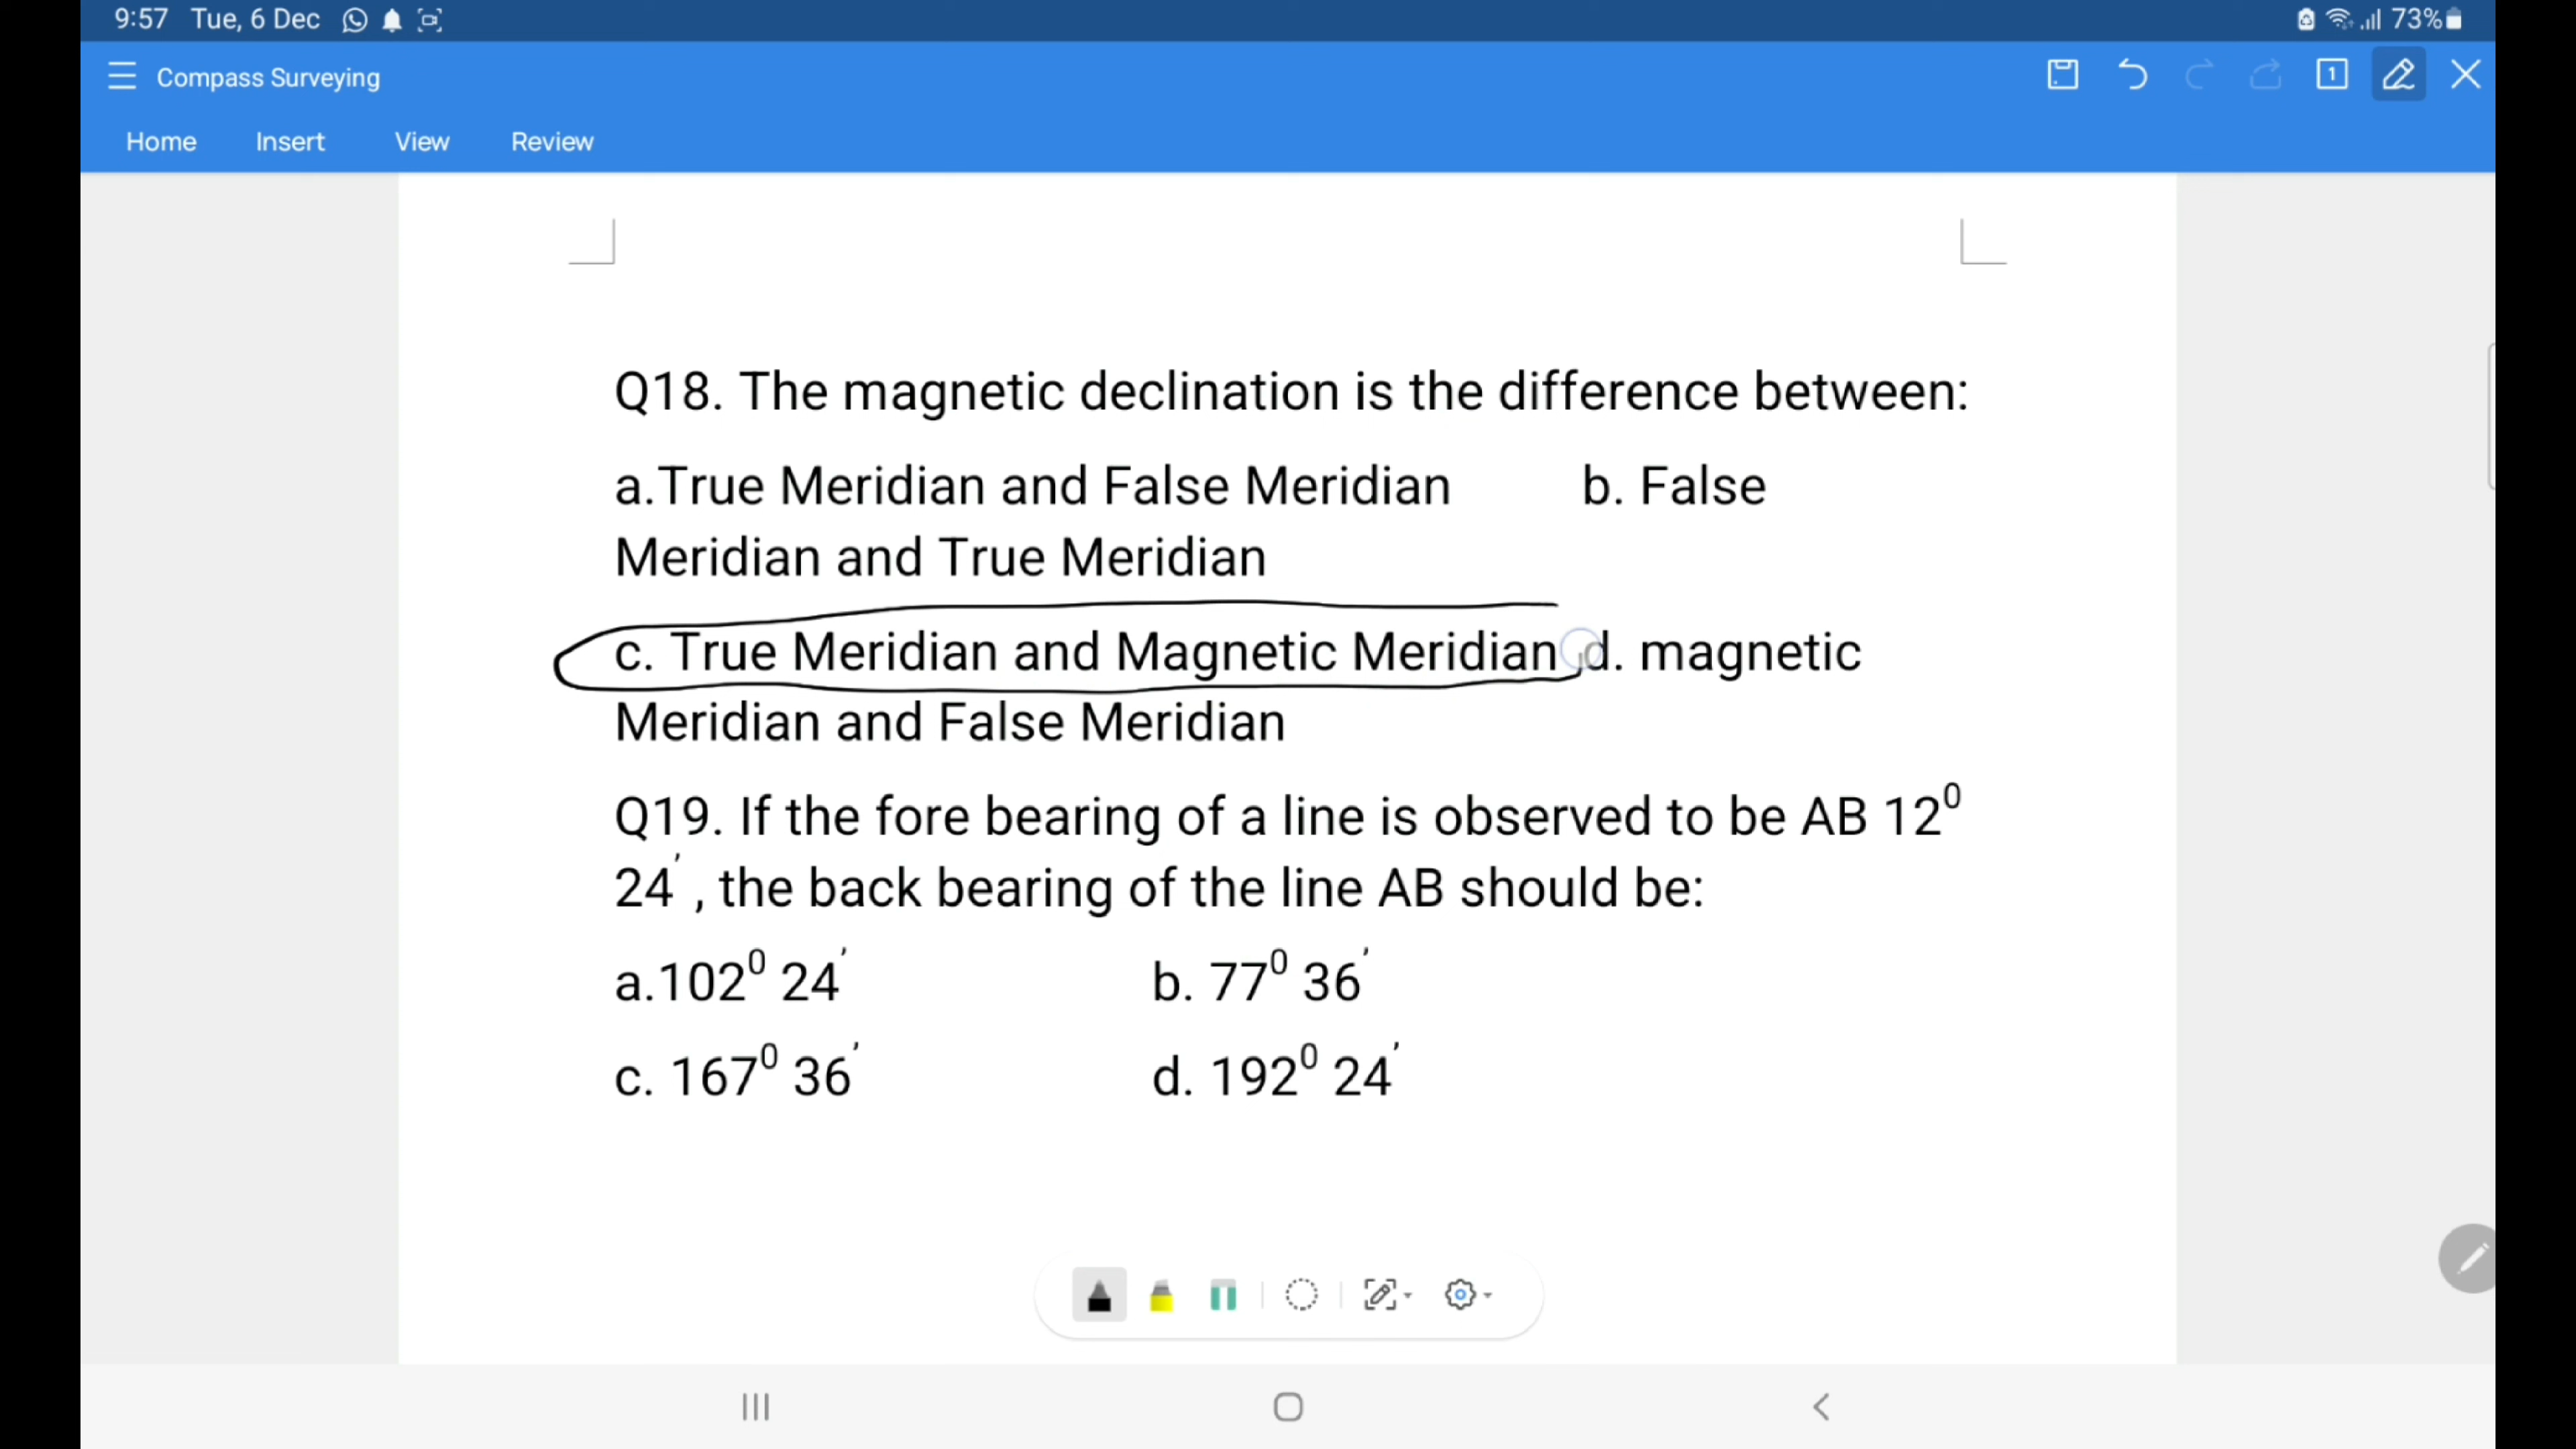 9:57 Tue, 6 Dec 73%
Compass Surveying 1
Home Insert View Review
Q18. The magnetic declination is the difference between:
a.True Meridian and False Meridian b. False
Meridian and True Meridian
c. True Meridian and Magnetic Meridian d. magnetic
Meridian and False Meridian
Q19. If the fore bearing of a line is observed to be AB 12⁰
24′ , the back bearing of the line AB should be:
a.102⁰ 24′ b. 77⁰ 36′
c. 167⁰ 36′ d. 192⁰ 24′